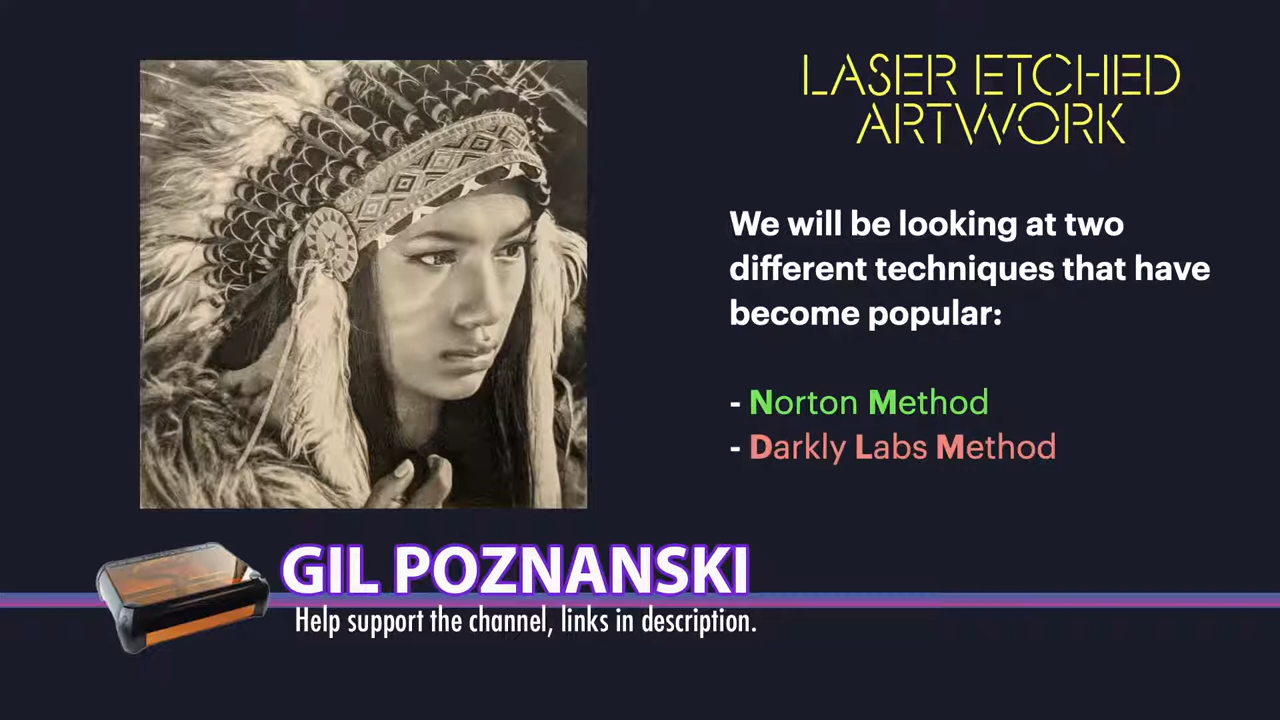 LASER ETCHED
ARTWORK
We will be looking at two
different techniques that have
become popular:
- Norton Method
- Darkly Labs Method
GIL POZNANSKI
Help support the channel, links in description.